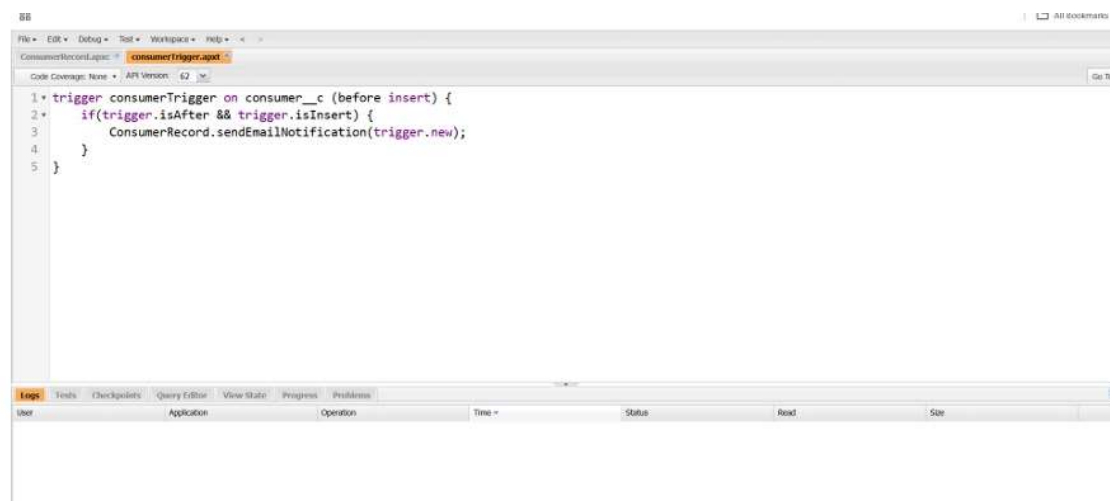 All Bookmarks
File Edit Debug Test Workspace Help < >
ConsumerRecord.apxc consumerTrigger.apxt
Code Coverage: None API Version: 62 Go To
1 trigger consumerTrigger on consumer__c (before insert) {
2 if(trigger.isAfter && trigger.isInsert) {
3 ConsumerRecord.sendEmailNotification(trigger.new);
4 }
5 }
Logs Tests Checkpoints Query Editor View State Progress Problems
User Application Operation Time Status Read Size